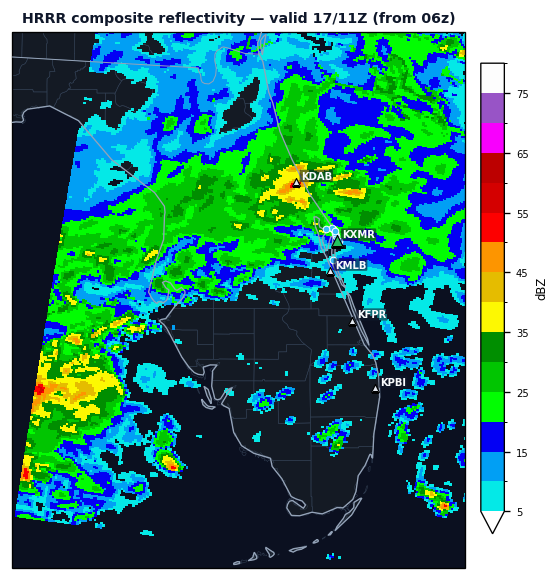 HRRR composite reflectivity — valid 17/11Z (from 06z)
KDAB
KXMR
KMLB
KFPR
KPBI
75
65
55
45
35
25
15
5
dBZ